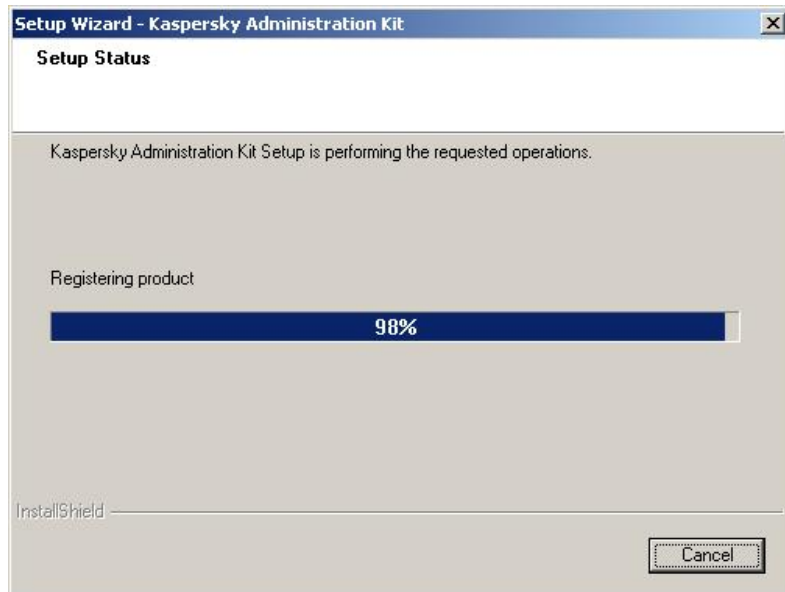 Setup Wizard - Kaspersky Administration Kit
Setup Status
Kaspersky Administration Kit Setup is performing the requested operations.
Registering product
98%
InstallShield
Cancel